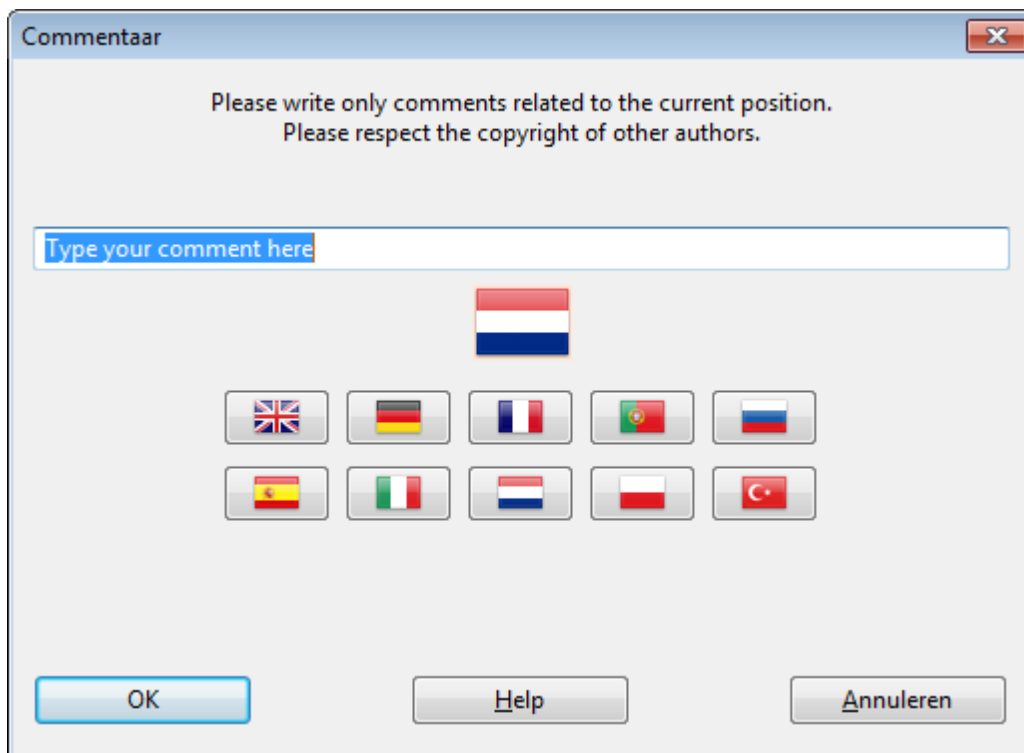 Commentaar
Please write only comments related to the current position.
Please respect the copyright of other authors.
Type your comment here
OK
Help
Annuleren